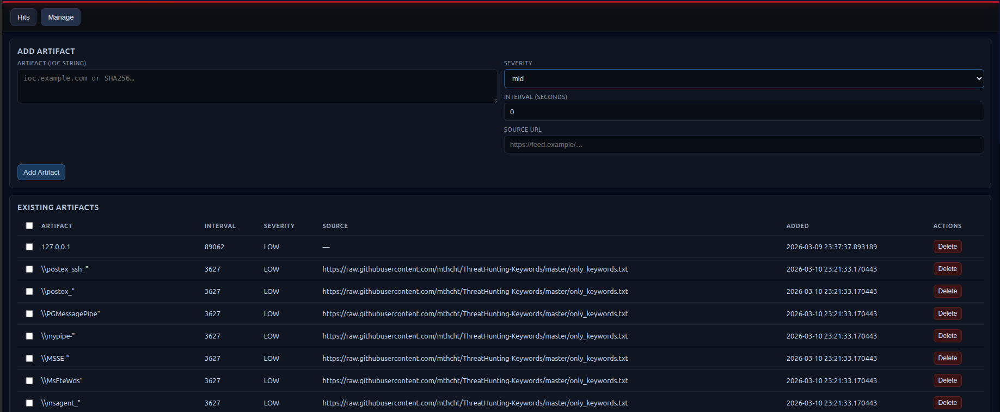 Hits Manage
ADD ARTIFACT
ARTIFACT (IOC STRING)
ioc.example.com or SHA256…
SEVERITY
mid
INTERVAL (SECONDS)
0
SOURCE URL
https://feed.example/…
Add Artifact
EXISTING ARTIFACTS
ARTIFACT INTERVAL SEVERITY SOURCE ADDED ACTIONS
127.0.0.1 89062 LOW — 2026-03-09 23:37:37.893189 Delete
\\postex_ssh_" 3627 LOW https://raw.githubusercontent.com/mthcht/ThreatHunting-Keywords/master/only_keywords.txt 2026-03-10 23:21:33.170443 Delete
\\postex_" 3627 LOW https://raw.githubusercontent.com/mthcht/ThreatHunting-Keywords/master/only_keywords.txt 2026-03-10 23:21:33.170443 Delete
\\PGMessagePipe" 3627 LOW https://raw.githubusercontent.com/mthcht/ThreatHunting-Keywords/master/only_keywords.txt 2026-03-10 23:21:33.170443 Delete
\\mypipe-" 3627 LOW https://raw.githubusercontent.com/mthcht/ThreatHunting-Keywords/master/only_keywords.txt 2026-03-10 23:21:33.170443 Delete
\\MSSE-" 3627 LOW https://raw.githubusercontent.com/mthcht/ThreatHunting-Keywords/master/only_keywords.txt 2026-03-10 23:21:33.170443 Delete
\\MsFteWds" 3627 LOW https://raw.githubusercontent.com/mthcht/ThreatHunting-Keywords/master/only_keywords.txt 2026-03-10 23:21:33.170443 Delete
\\msagent_" 3627 LOW https://raw.githubusercontent.com/mthcht/ThreatHunting-Keywords/master/only_keywords.txt 2026-03-10 23:21:33.170443 Delete